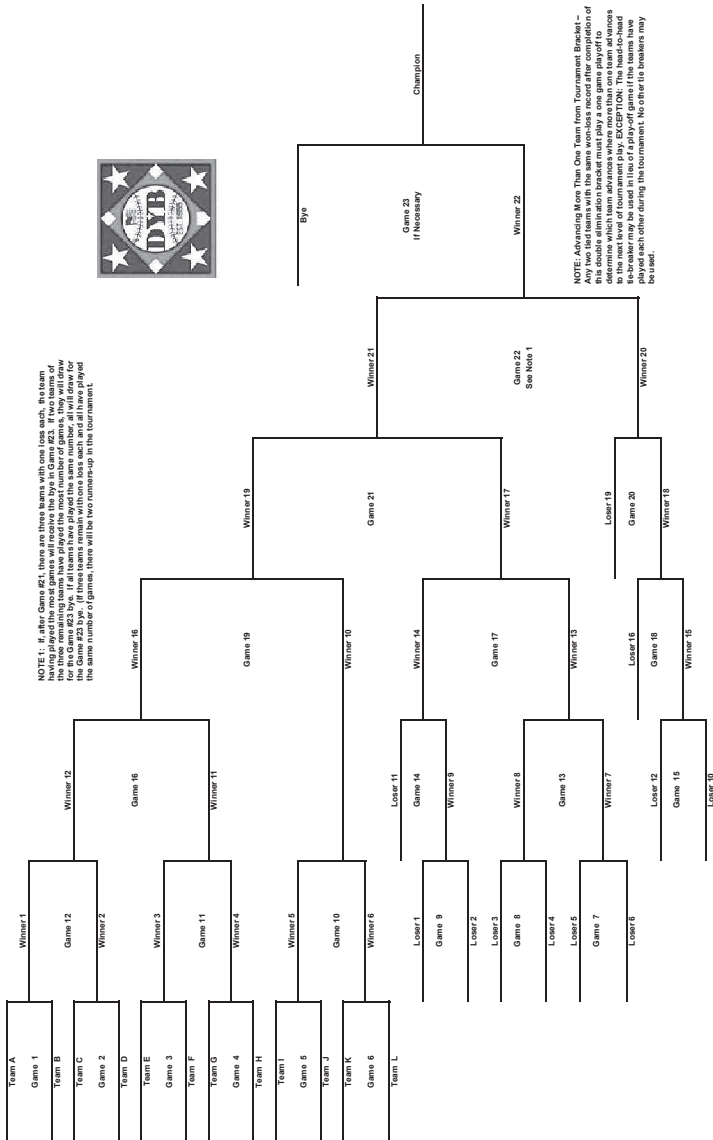 NOTE 1:  If, after Game #21, there are three teams with one loss each, the team
having played the most games will receive the bye in Game #23.  If two teams of
the three remaining teams have played the most number of games, they will draw
for the Game #23 bye.  If all teams have played the same number, all will draw for
the Game #23 bye.  (If three teams remain with one loss each and all have played
the same number of games, there will be two runners-up in the tournament.
DYB
EST 1955
Team A
Game 1
Team B
Team C
Game 2
Team D
Team E
Game 3
Team F
Team G
Game 4
Team H
Team I
Game 5
Team J
Team K
Game 6
Team L
Winner 1
Game 12
Winner 2
Winner 3
Game 11
Winner 4
Winner 5
Game 10
Winner 6
Loser 1
Game 9
Loser 2
Loser 3
Game 8
Loser 4
Loser 5
Game 7
Loser 6
Winner 12
Game 16
Winner 11
Loser 11
Game 14
Winner 9
Winner 8
Game 13
Winner 7
Loser 12
Game 15
Loser 10
Winner 16
Game 19
Winner 10
Winner 14
Game 17
Winner 13
Loser 16
Game 18
Winner 15
Winner 19
Game 21
Winner 17
Loser 19
Game 20
Winner 18
Winner 21
Game 22
See Note 1
Winner 20
Bye
Game 23
If Necessary
Winner 22
Champion
NOTE: Advancing More Than One Team from Tournament Bracket –
Any two tied teams with the same won-loss record after completion of
this double elimination bracket must play a one game playoff to
determine which team advances where more than one team advances
to the next level of tournament play. EXCEPTION: The head-to-head
tie-breaker may be used in lieu of a play-off game if the teams have
played each other during the tournament. No other tie breakers may
be used.